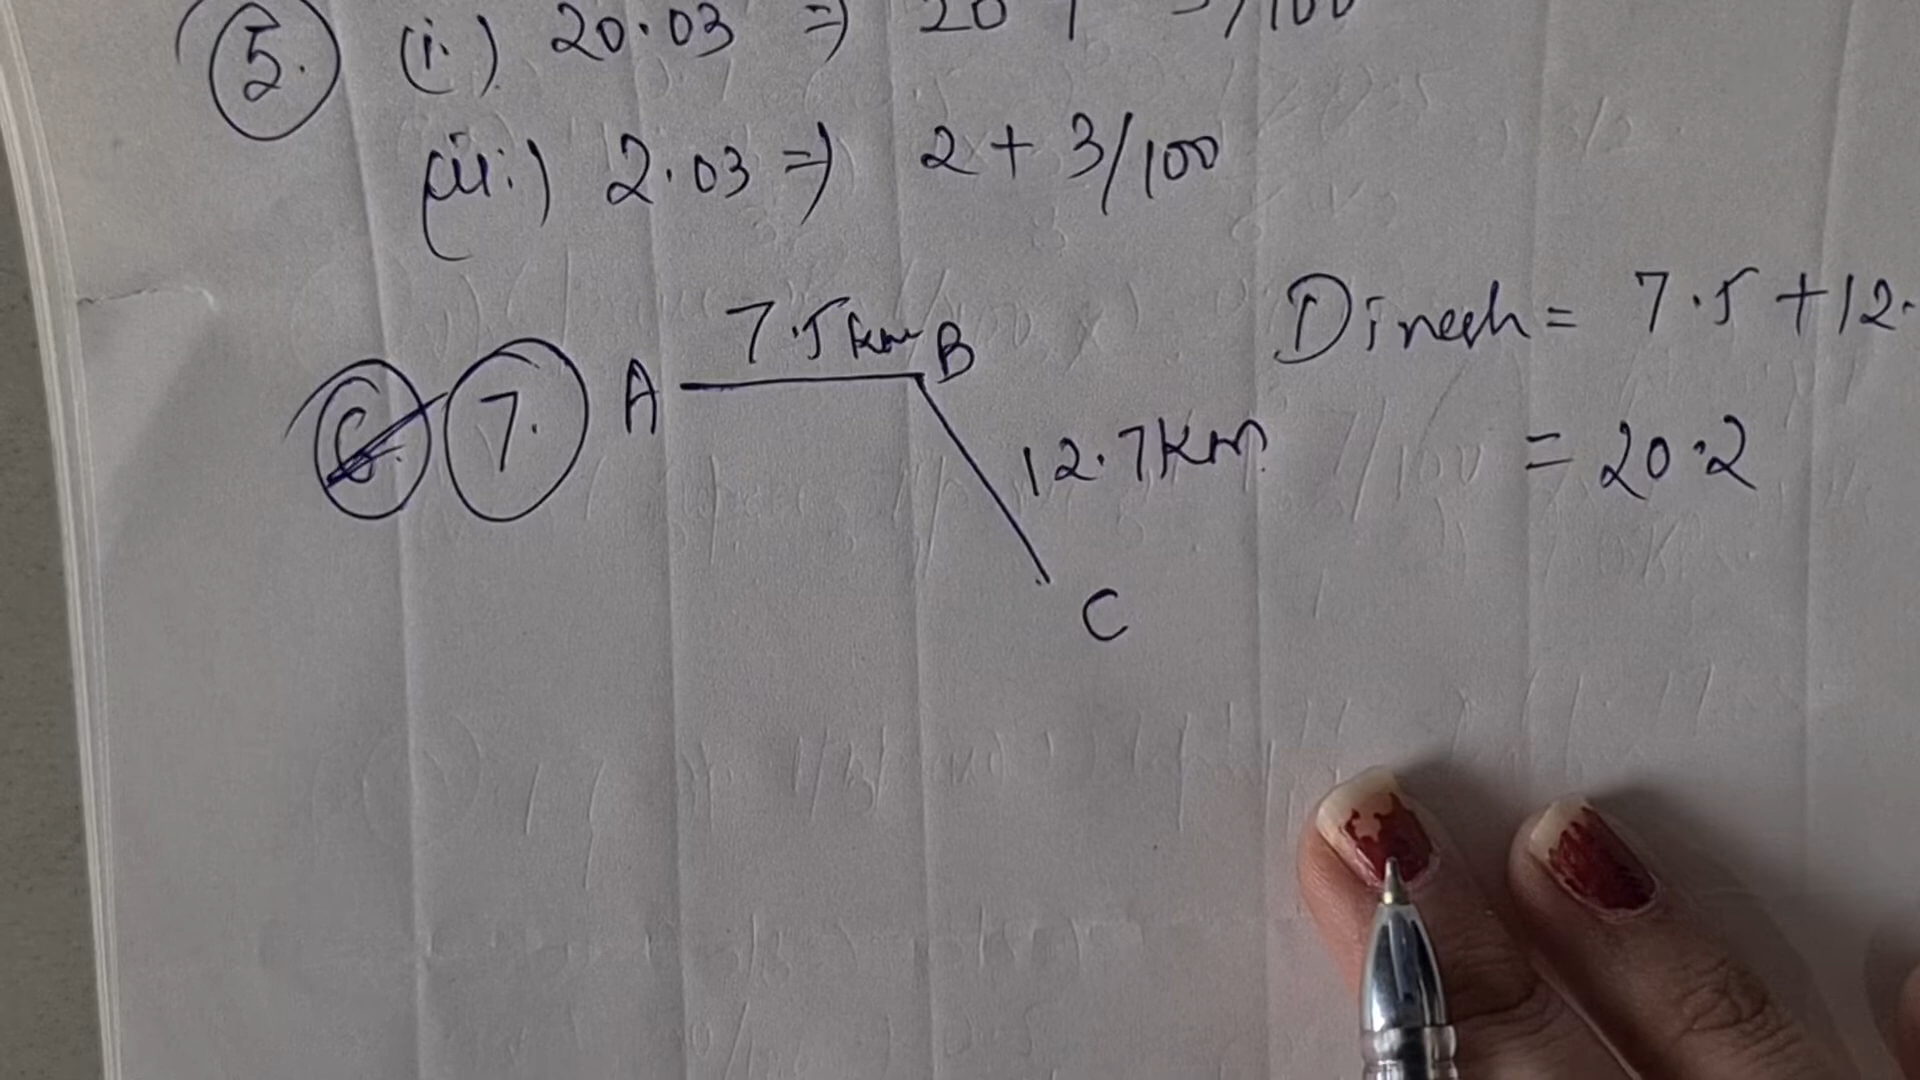 5. (i.) 20.03 ⇒ 20 + 3/100
(ii.) 2.03 ⇒ 2 + 3/100
7. A 7.5 km B
12.7 km
C
Dinesh = 7.5 + 12.
= 20.2